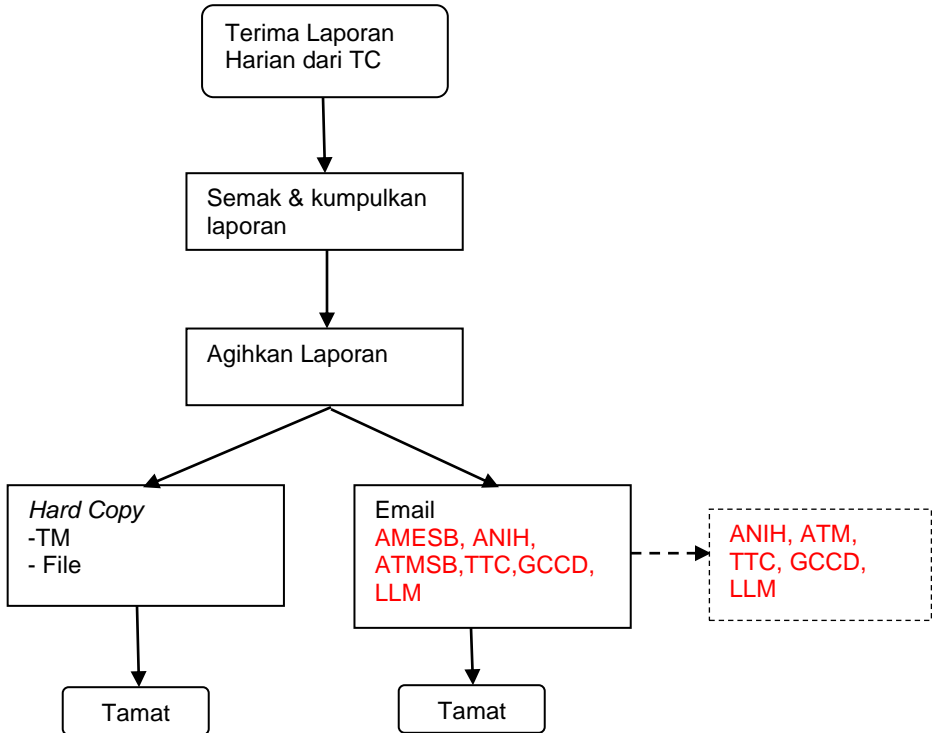 Terima Laporan
Harian dari TC
Semak & kumpulkan
laporan
Agihkan Laporan
Hard Copy
-TM
- File
Email
AMESB, ANIH,
ATMSB,TTC,GCCD,
LLM
ANIH, ATM,
TTC, GCCD,
LLM
Tamat
Tamat